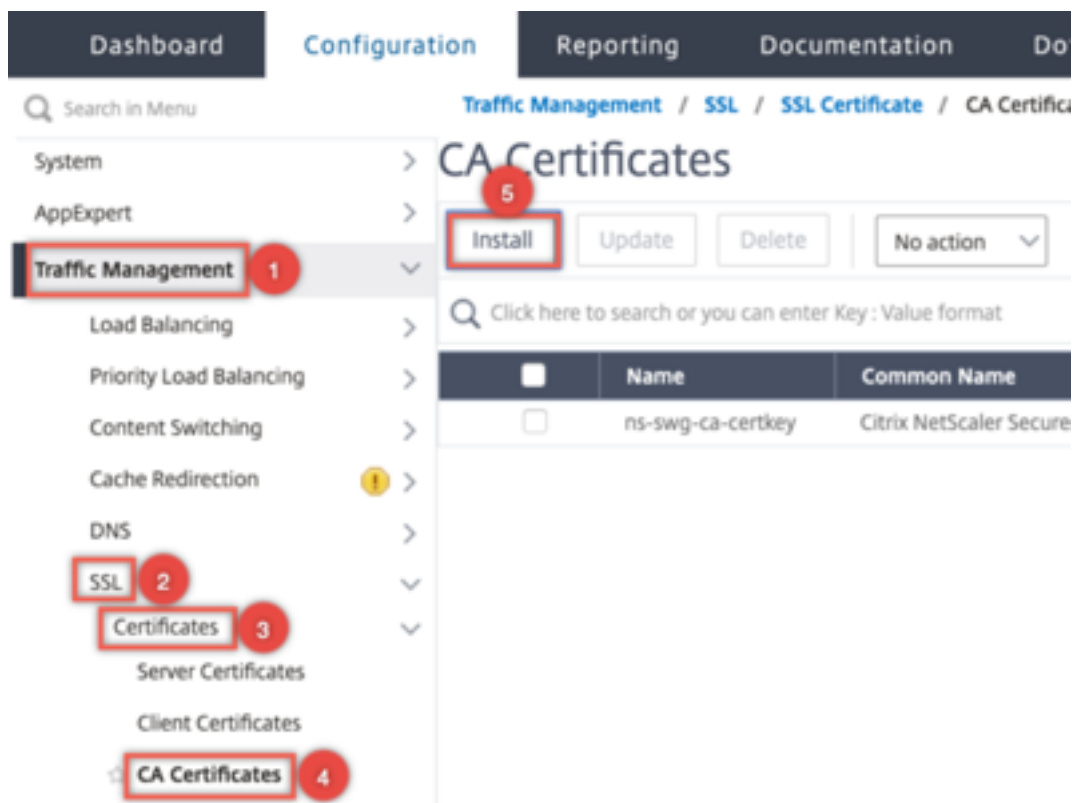 Dashboard Configuration Reporting Documentation Do
Search in Menu
Traffic Management / SSL / SSL Certificate / CA Certifica
System
CA Certificates
AppExpert
5
Install Update Delete No action
Traffic Management 1
Click here to search or you can enter Key : Value format
Load Balancing
Priority Load Balancing
Name Common Name
Content Switching
ns-swg-ca-certkey Citrix NetScaler Secure
Cache Redirection !
DNS
SSL 2
Certificates 3
Server Certificates
Client Certificates
CA Certificates 4